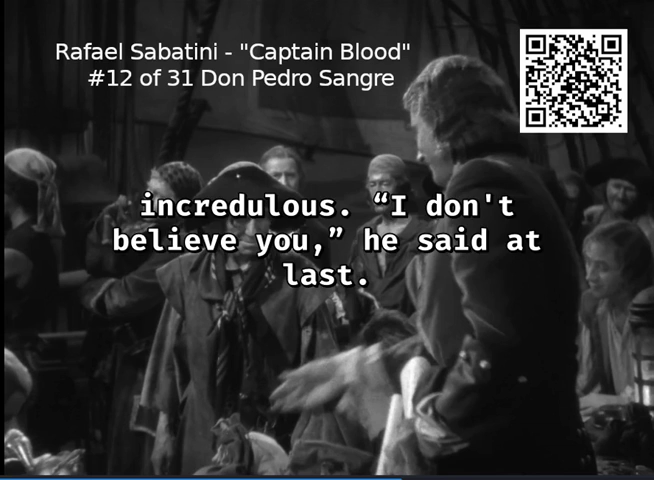 Rafael Sabatini - "Captain Blood"
#12 of 31 Don Pedro Sangre
incredulous. “I don't
believe you,” he said at
last.